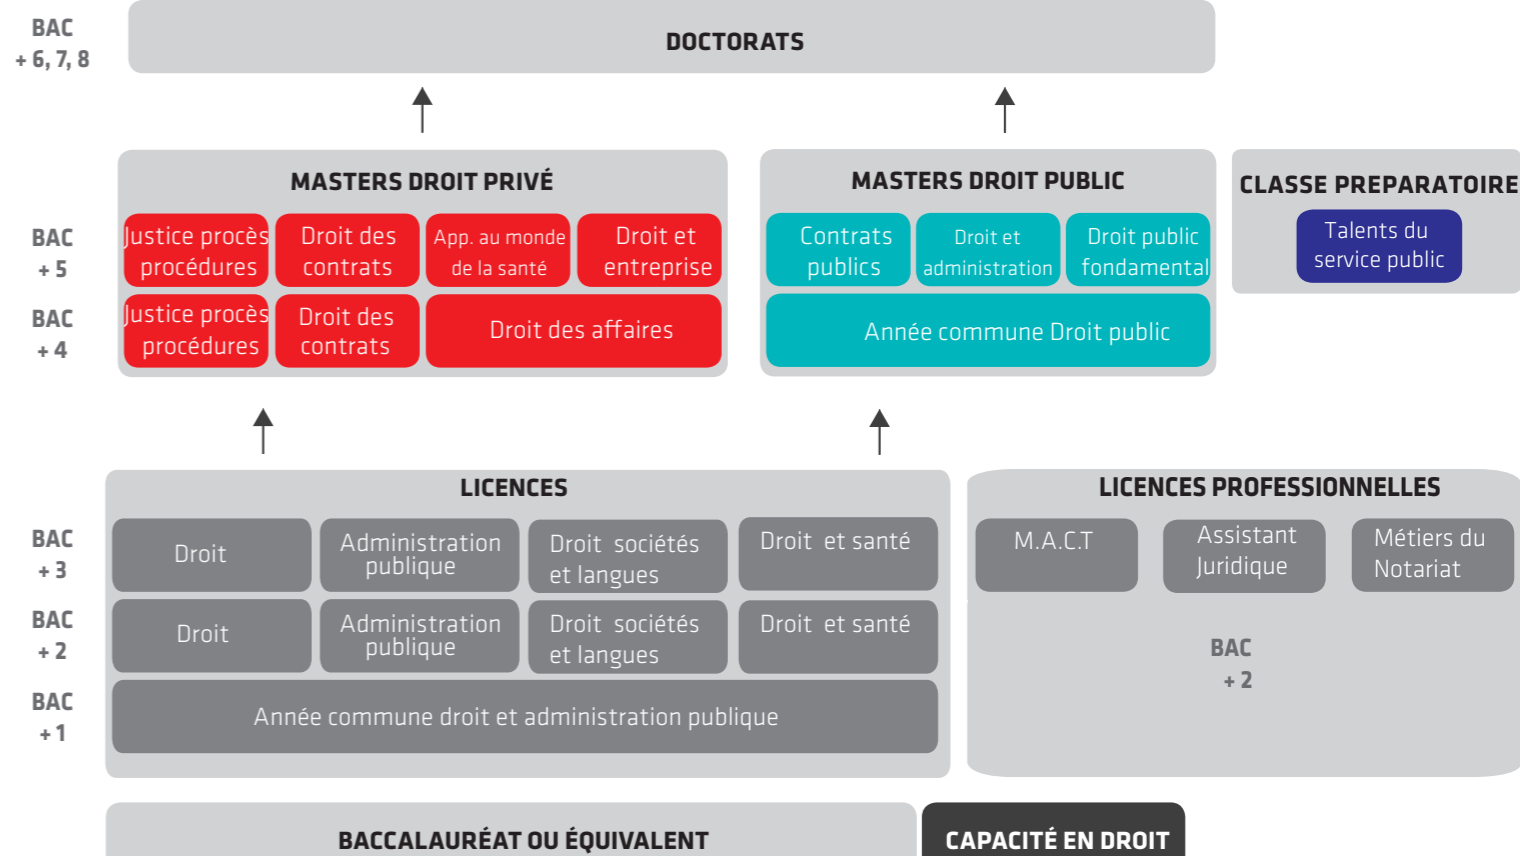 BAC
+ 6, 7, 8
DOCTORATS
MASTERS DROIT PRIVÉ
MASTERS DROIT PUBLIC
CLASSE PREPARATOIRE
BAC
+ 5
Justice procès
procédures
Droit des
contrats
App. au monde
de la santé
Droit et
entreprise
Contrats
publics
Droit et
administration
Droit public
fondamental
Talents du
service public
BAC
+ 4
Justice procès
procédures
Droit des
contrats
Droit des affaires
Année commune Droit public
LICENCES
LICENCES PROFESSIONNELLES
BAC
+ 3
Droit
Administration
publique
Droit sociétés
et langues
Droit et santé
M.A.C.T
Assistant
Juridique
Métiers du
Notariat
BAC
+ 2
Droit
Administration
publique
Droit sociétés
et langues
Droit et santé
BAC
+ 2
BAC
+ 1
Année commune droit et administration publique
BACCALAURÉAT OU ÉQUIVALENT
CAPACITÉ EN DROIT